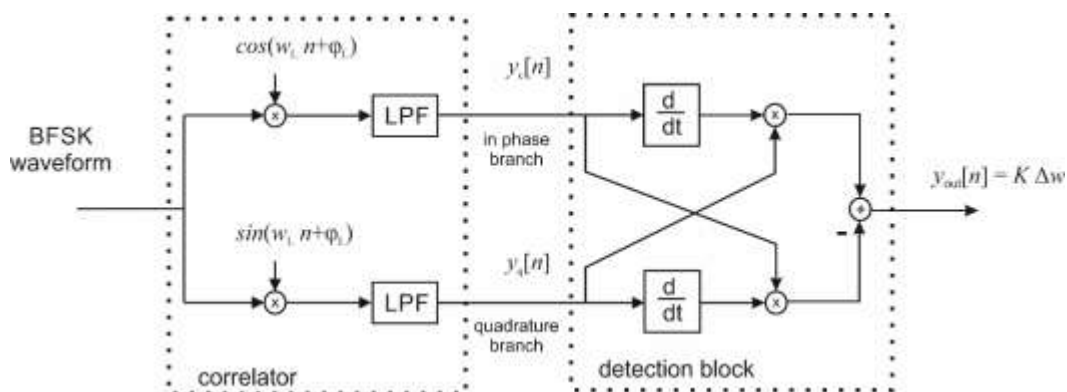 cos(w_L n+φ_L)
x
LPF
y_i[n]
in phase
branch
d
dt
x
BFSK
waveform
y_out[n] = K Δw
+
-
sin(w_L n+φ_L)
x
LPF
y_q[n]
quadrature
branch
d
dt
x
correlator
detection block